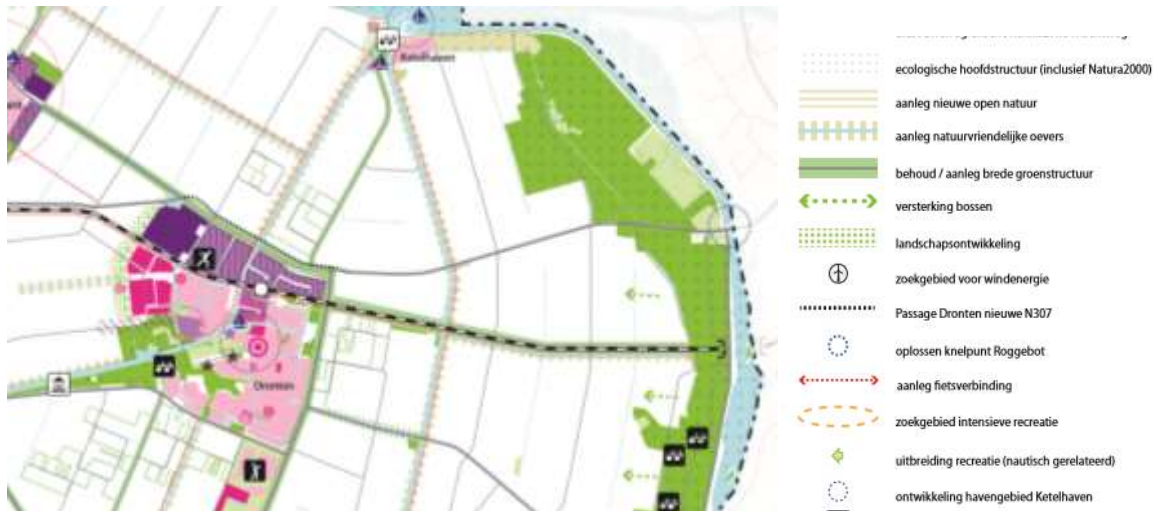 Ketelhaven
Dronten
ecologische hoofdstructuur (inclusief Natura2000)
aanleg nieuwe open natuur
aanleg natuurvriendelijke oevers
behoud / aanleg brede groenstructuur
versterking bossen
landschapsontwikkeling
zoekgebied voor windenergie
Passage Dronten nieuwe N307
oplossen knelpunt Roggebot
aanleg fietsverbinding
zoekgebied intensieve recreatie
uitbreiding recreatie (nautisch gerelateerd)
ontwikkeling havengebied Ketelhaven